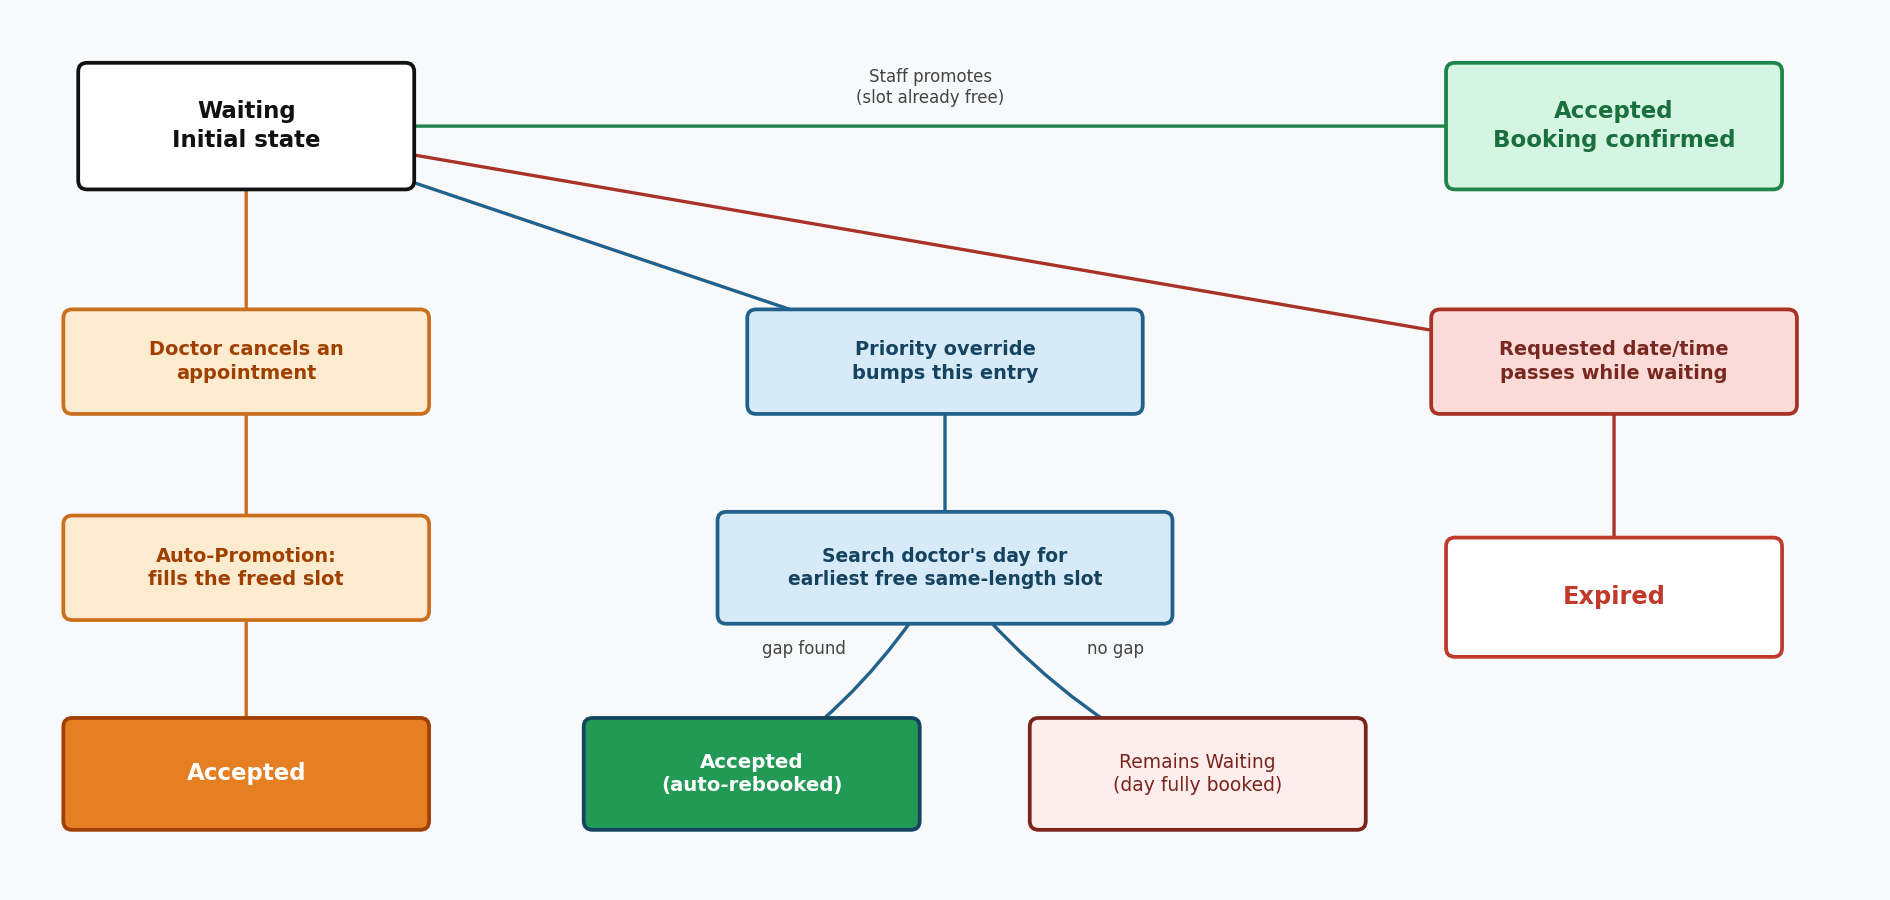 Waiting
Initial state
Staff promotes
(slot already free)
Accepted
Booking confirmed
Doctor cancels an
appointment
Priority override
bumps this entry
Requested date/time
passes while waiting
Auto-Promotion:
fills the freed slot
Search doctor's day for
earliest free same-length slot
Expired
gap found
no gap
Accepted
Accepted
(auto-rebooked)
Remains Waiting
(day fully booked)